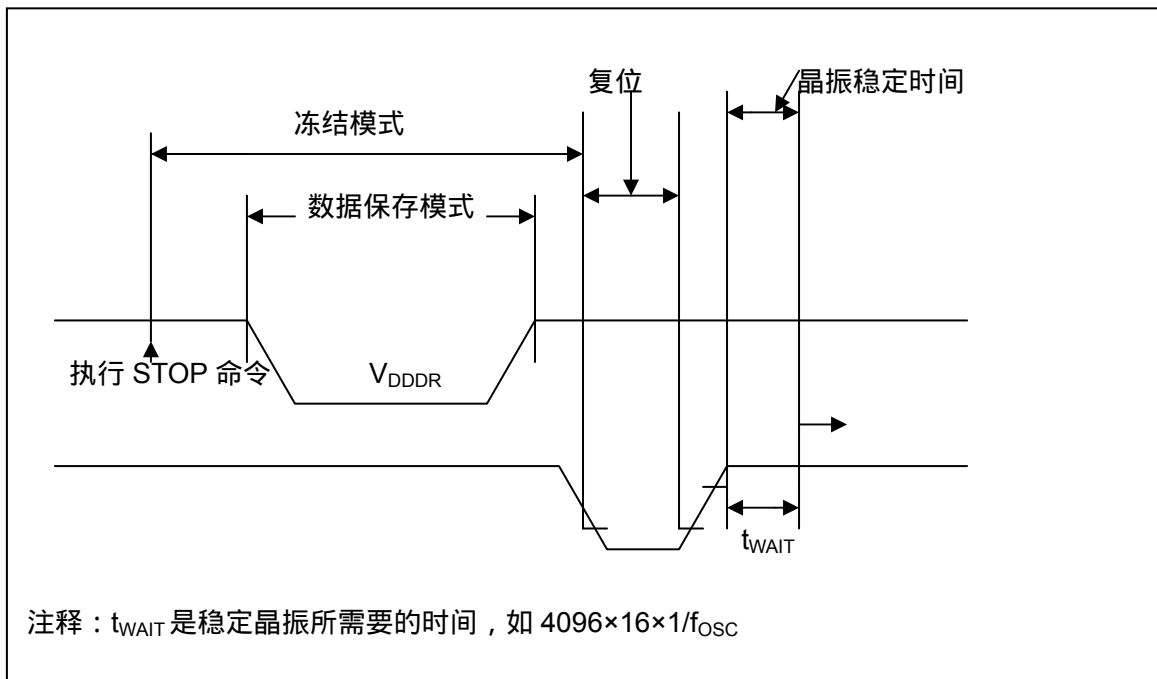 复位
晶振稳定时间
冻结模式
数据保存模式
执行 STOP 命令
VDDDR
tWAIT
注释：tWAIT 是稳定晶振所需要的时间，如 4096×16×1/fOSC